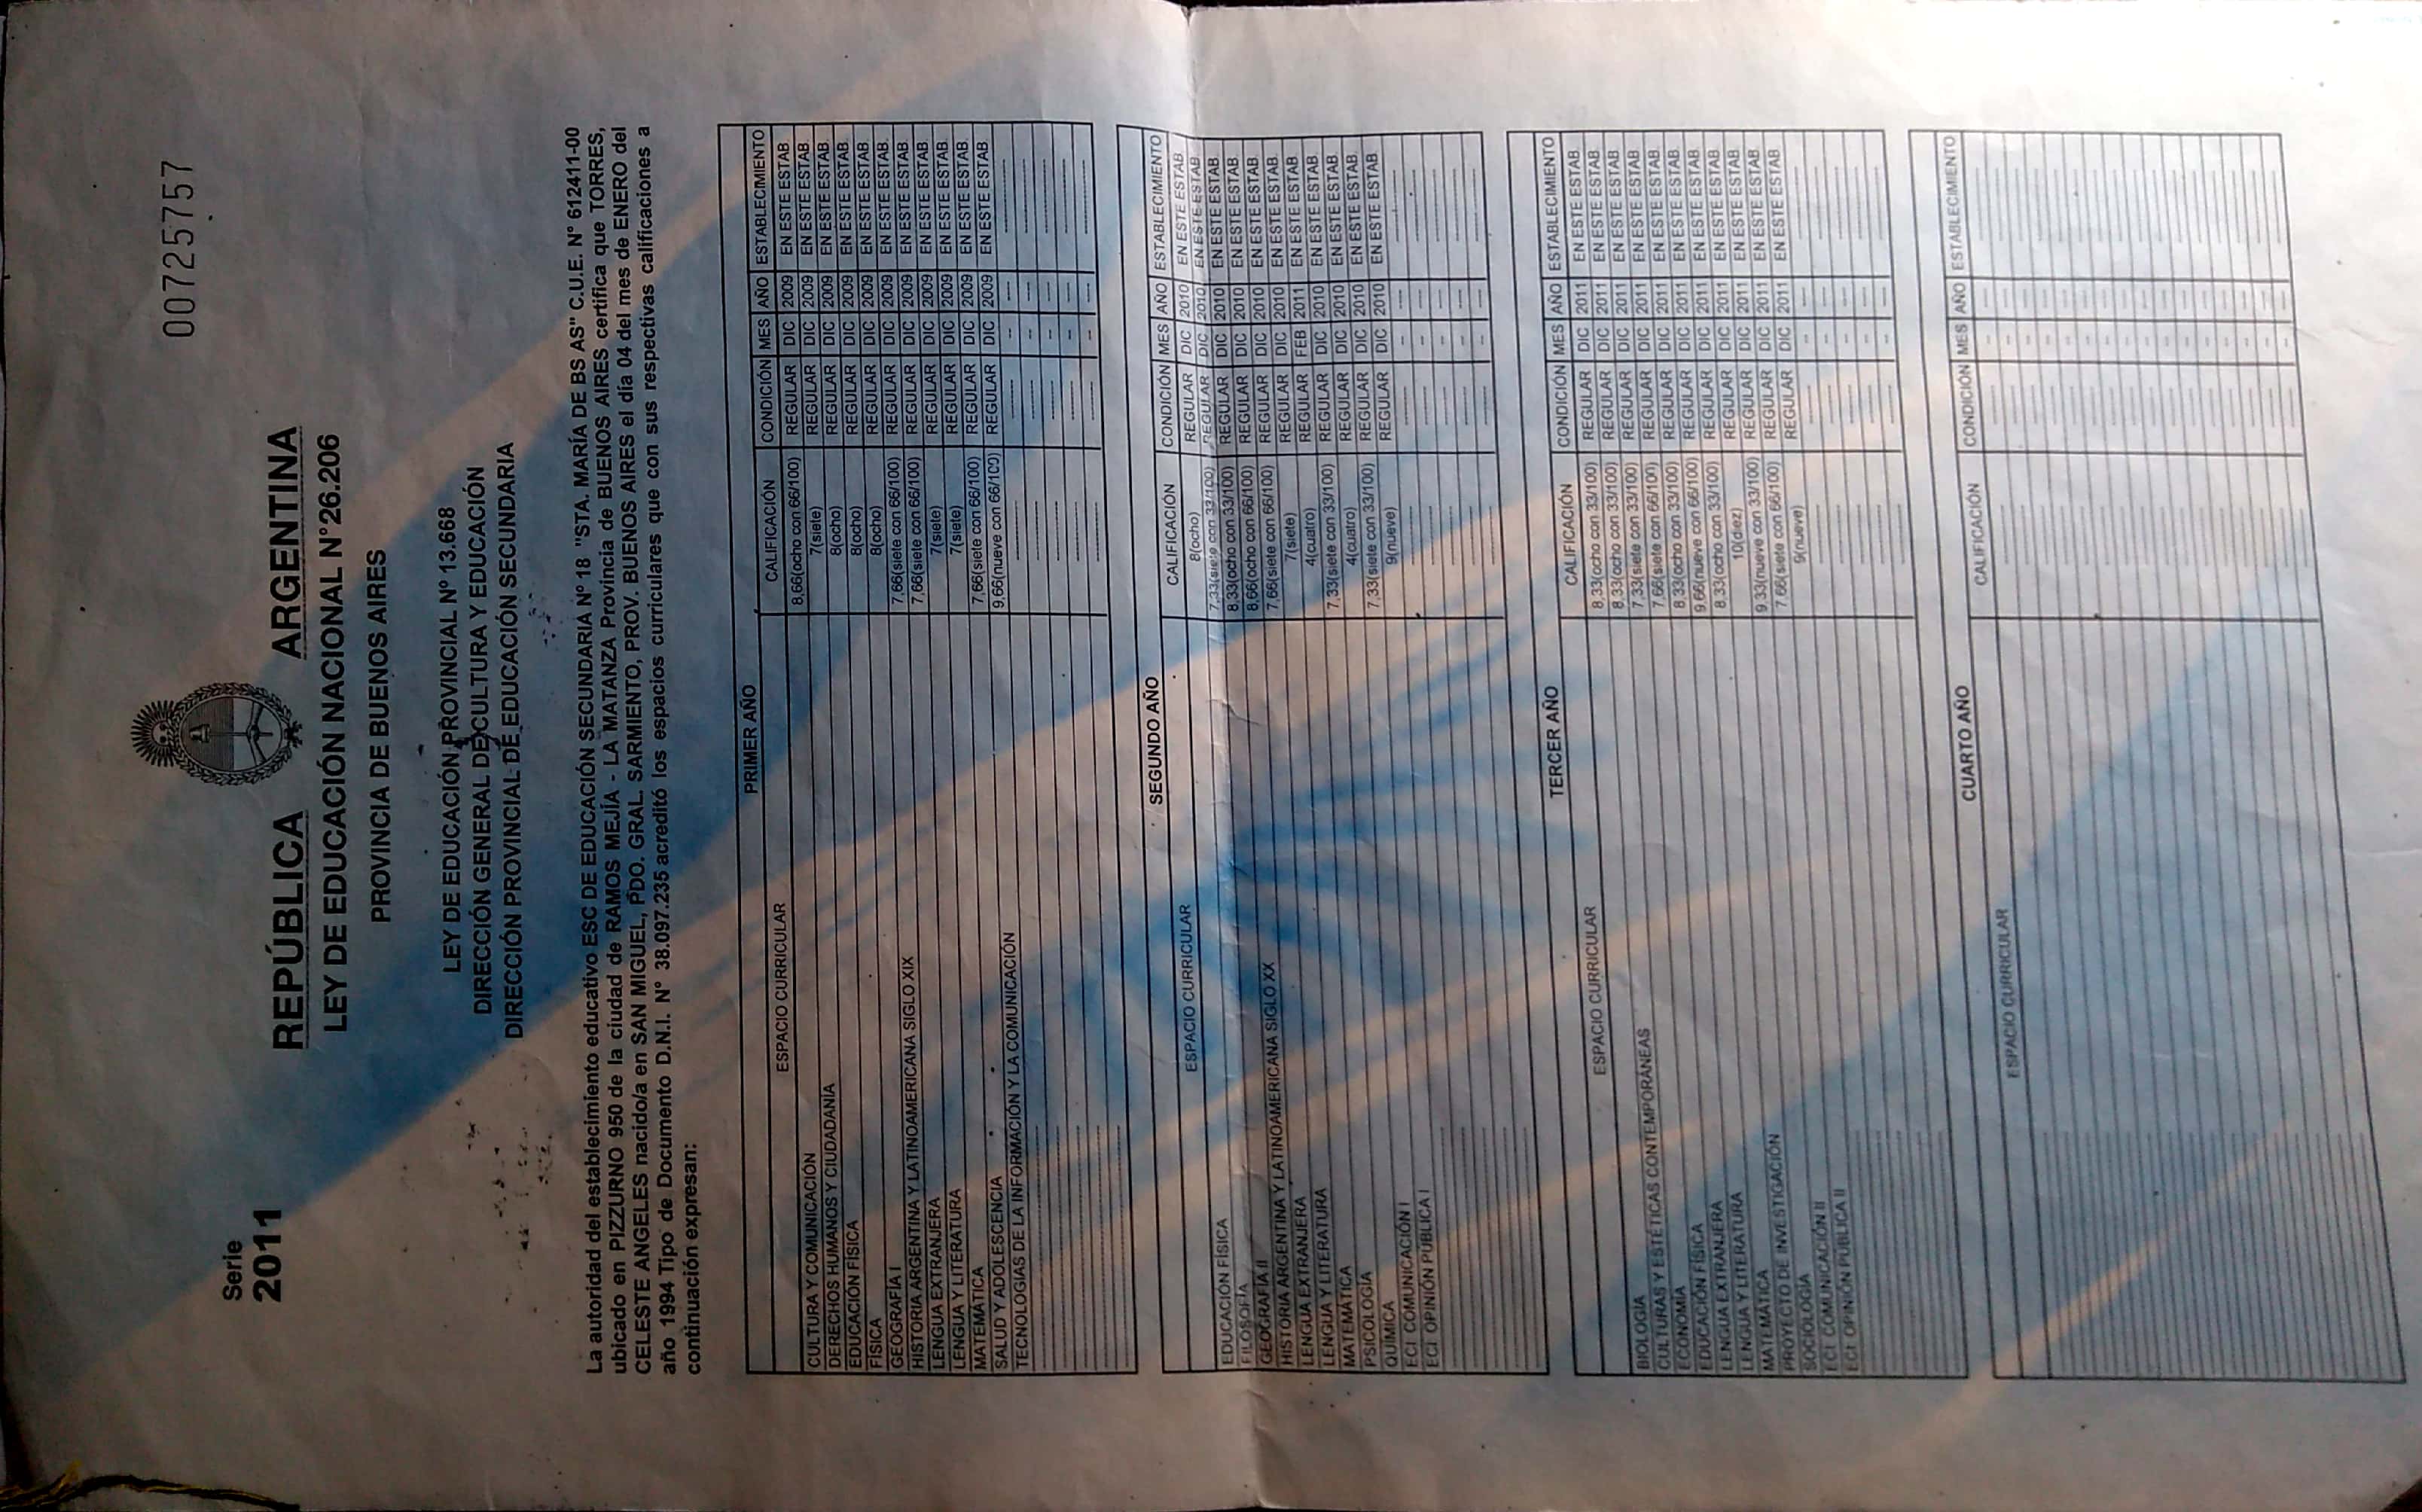 00725757
Serie
2011
REPÚBLICA ARGENTINA
LEY DE EDUCACIÓN NACIONAL N°26.206
PROVINCIA DE BUENOS AIRES
LEY DE EDUCACIÓN PROVINCIAL Nº 13.668
DIRECCIÓN GENERAL DE CULTURA Y EDUCACIÓN
DIRECCIÓN PROVINCIAL DE EDUCACIÓN SECUNDARIA
La autoridad del establecimiento educativo ESC DE EDUCACIÓN SECUNDARIA Nº 18 "STA. MARÍA DE BS AS" C.U.E. N° 612411-00
ubicado en PIZZURNO 950 de la ciudad de RAMOS MEJÍA - LA MATANZA Provincia de BUENOS AIRES certifica que TORRES,
CELESTE ANGELES nacido/a en SAN MIGUEL, PDO. GRAL. SARMIENTO, PROV. BUENOS AIRES el día 04 del mes de ENERO del
año 1994 Tipo de Documento D.N.I. N° 38.097.235 acreditó los espacios curriculares que con sus respectivas calificaciones a
continuación expresan:
PRIMER AÑO
ESPACIO CURRICULAR CALIFICACIÓN CONDICIÓN MES AÑO ESTABLECIMIENTO
CULTURA Y COMUNICACIÓN 8,66(ocho con 66/100) REGULAR DIC 2009 EN ESTE ESTAB.
DERECHOS HUMANOS Y CIUDADANÍA 7(siete) REGULAR DIC 2009 EN ESTE ESTAB.
EDUCACIÓN FÍSICA 8(ocho) REGULAR DIC 2009 EN ESTE ESTAB.
FÍSICA 8(ocho) REGULAR DIC 2009 EN ESTE ESTAB.
GEOGRAFÍA I 8(ocho) REGULAR DIC 2009 EN ESTE ESTAB.
HISTORIA ARGENTINA Y LATINOAMERICANA SIGLO XIX 7,66(siete con 66/100) REGULAR DIC 2009 EN ESTE ESTAB.
LENGUA EXTRANJERA 7,66(siete con 66/100) REGULAR DIC 2009 EN ESTE ESTAB.
LENGUA Y LITERATURA 7(siete) REGULAR DIC 2009 EN ESTE ESTAB.
MATEMÁTICA 7(siete) REGULAR DIC 2009 EN ESTE ESTAB.
SALUD Y ADOLESCENCIA 7,66(siete con 66/100) REGULAR DIC 2009 EN ESTE ESTAB.
TECNOLOGÍAS DE LA INFORMACIÓN Y LA COMUNICACIÓN 9,66(nueve con 66/100) REGULAR DIC 2009 EN ESTE ESTAB.
SEGUNDO AÑO
ESPACIO CURRICULAR CALIFICACIÓN CONDICIÓN MES AÑO ESTABLECIMIENTO
EDUCACIÓN FÍSICA 8(ocho) REGULAR DIC 2010 EN ESTE ESTAB.
FILOSOFÍA 7,33(siete con 33/100) REGULAR DIC 2010 EN ESTE ESTAB.
GEOGRAFÍA II 8,33(ocho con 33/100) REGULAR DIC 2010 EN ESTE ESTAB.
HISTORIA ARGENTINA Y LATINOAMERICANA SIGLO XX 8,66(ocho con 66/100) REGULAR DIC 2010 EN ESTE ESTAB.
LENGUA EXTRANJERA 7,66(siete con 66/100) REGULAR DIC 2010 EN ESTE ESTAB.
LENGUA Y LITERATURA 7(siete) REGULAR DIC 2010 EN ESTE ESTAB.
MATEMÁTICA 4(cuatro) REGULAR FEB 2011 EN ESTE ESTAB.
PSICOLOGÍA 7,33(siete con 33/100) REGULAR DIC 2010 EN ESTE ESTAB.
QUÍMICA 4(cuatro) REGULAR DIC 2010 EN ESTE ESTAB.
ECI: COMUNICACIÓN I 7,33(siete con 33/100) REGULAR DIC 2010 EN ESTE ESTAB.
ECI: OPINIÓN PÚBLICA I 9(nueve) REGULAR DIC 2010 EN ESTE ESTAB
TERCER AÑO
ESPACIO CURRICULAR CALIFICACIÓN CONDICIÓN MES AÑO ESTABLECIMIENTO
BIOLOGÍA 8,33(ocho con 33/100) REGULAR DIC 2011 EN ESTE ESTAB.
CULTURAS Y ESTÉTICAS CONTEMPORÁNEAS 8,33(ocho con 33/100) REGULAR DIC 2011 EN ESTE ESTAB.
ECONOMÍA 7,33(siete con 33/100) REGULAR DIC 2011 EN ESTE ESTAB.
EDUCACIÓN FÍSICA 7,66(siete con 66/100) REGULAR DIC 2011 EN ESTE ESTAB.
LENGUA EXTRANJERA 8,33(ocho con 33/100) REGULAR DIC 2011 EN ESTE ESTAB.
LENGUA Y LITERATURA 9,66(nueve con 66/100) REGULAR DIC 2011 EN ESTE ESTAB.
MATEMÁTICA 8,33(ocho con 33/100) REGULAR DIC 2011 EN ESTE ESTAB.
PROYECTO DE INVESTIGACIÓN 10(diez) REGULAR DIC 2011 EN ESTE ESTAB.
SOCIOLOGÍA 9,33(nueve con 33/100) REGULAR DIC 2011 EN ESTE ESTAB.
ECI: COMUNICACIÓN II 7,66(siete con 66/100) REGULAR DIC 2011 EN ESTE ESTAB.
ECI: OPINIÓN PÚBLICA II 9(nueve) REGULAR DIC 2011 EN ESTE ESTAB
CUARTO AÑO
ESPACIO CURRICULAR CALIFICACIÓN CONDICIÓN MES AÑO ESTABLECIMIENTO